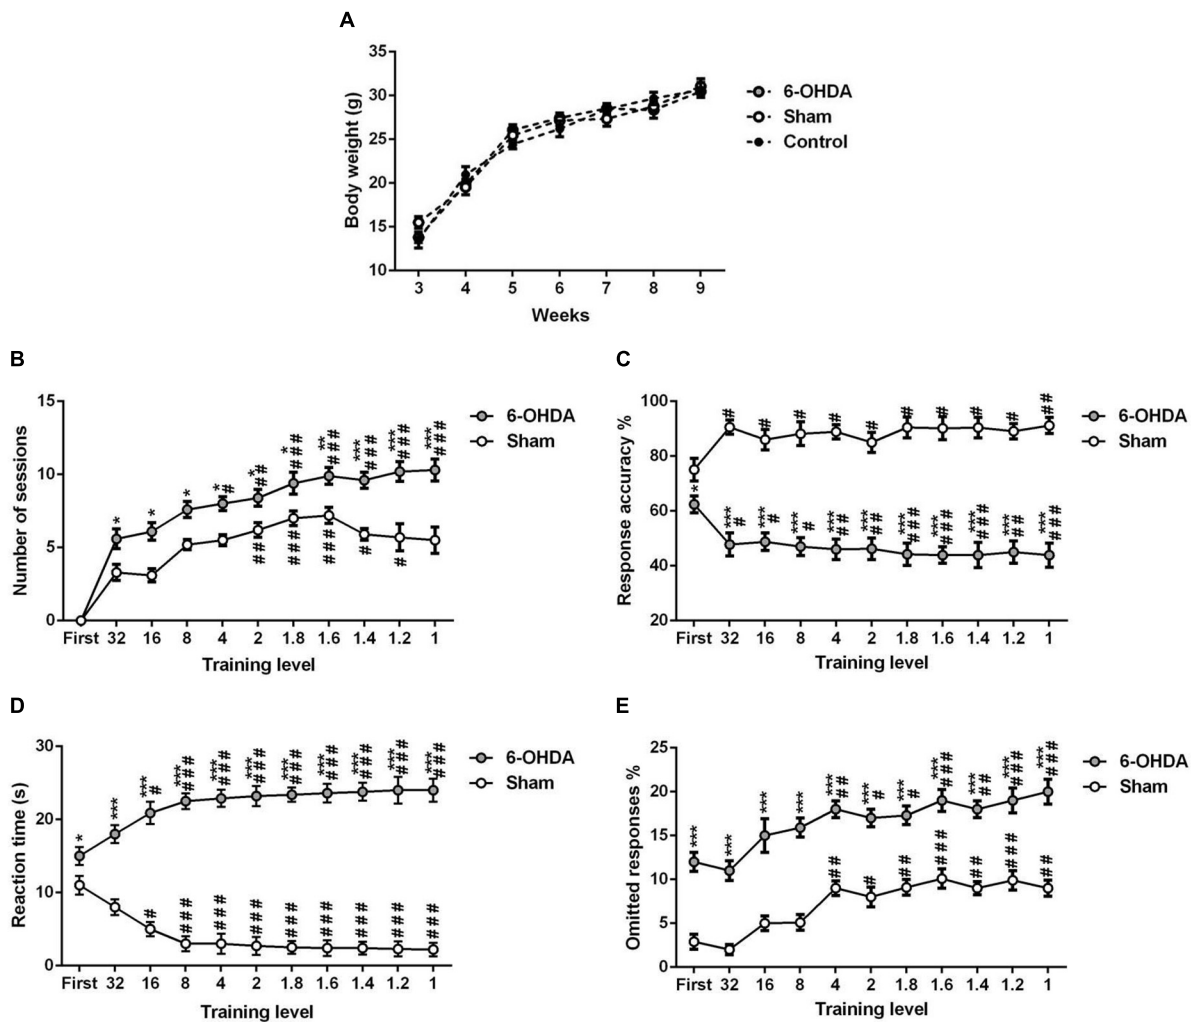 A
35
30
25
20
15
10
Body weight (g)
3 4 5 6 7 8 9
Weeks
6-OHDA
Sham
Control
B
15
10
5
0
Number of sessions
* * * * * * ** *** *** ***
# ## ### ### ### ### ###
## ### ### # #
First 32 16 8 4 2 1.8 1.6 1.4 1.2 1
Training level
6-OHDA
Sham
C
100
80
60
40
20
Response accuracy %
# # # # # # # # # ##
* *** *** *** *** *** *** *** *** *** ***
# # # ## ## ### ### ### ## ###
First 32 16 8 4 2 1.8 1.6 1.4 1.2 1
Training level
6-OHDA
Sham
D
30
20
10
0
Reaction time (s)
* *** *** *** *** *** *** *** *** *** ***
# ### ### ### ### ### ### ### ###
# ### ### ### ### ### ### ### ###
First 32 16 8 4 2 1.8 1.6 1.4 1.2 1
Training level
6-OHDA
Sham
E
25
20
15
10
5
0
Omitted responses %
*** *** *** *** *** *** *** *** *** *** ***
## # # ### ## ### ###
## # ## ### ## ### ##
First 32 16 8 4 2 1.8 1.6 1.4 1.2 1
Training level
6-OHDA
Sham